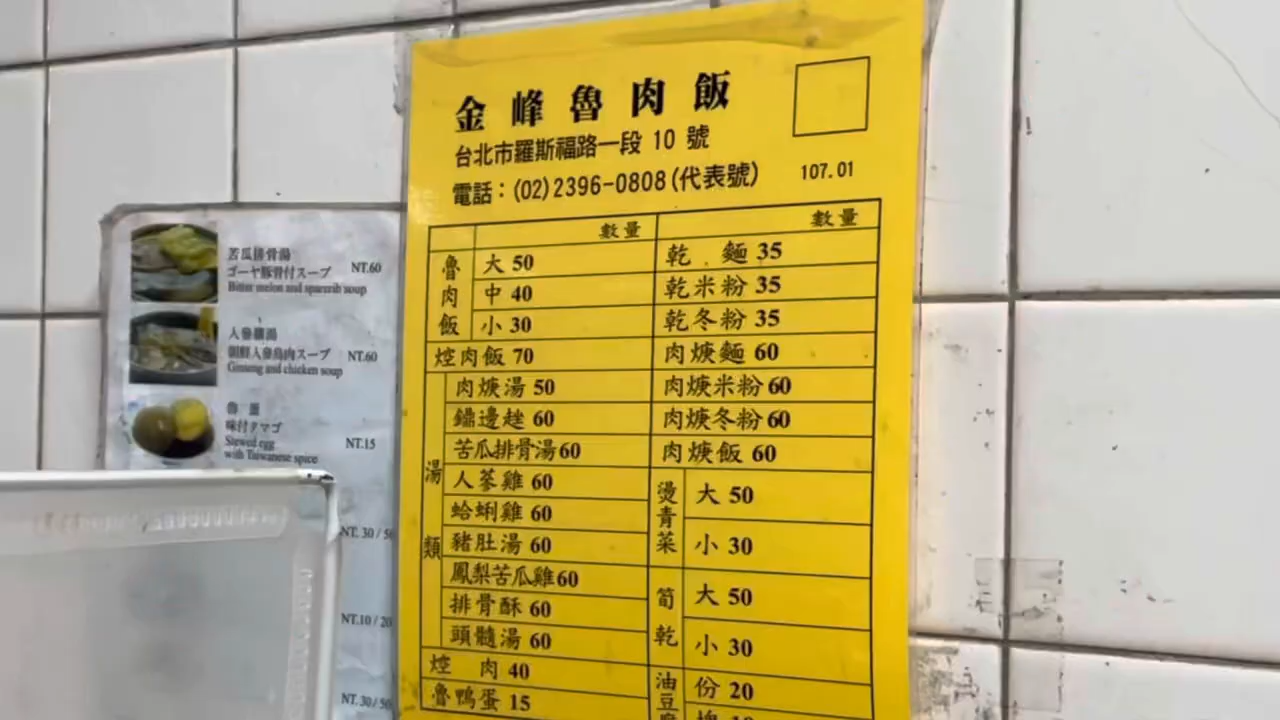 金峰魯肉飯
台北市羅斯福路一段 10 號
電話：(02)2396-0808(代表號)
107.01
數量
魯肉飯
大 50
中 40
小 30
焢肉飯 70
湯類
肉焿湯 50
鏽邊趖 60
苦瓜排骨湯 60
人蔘雞 60
蛤蜊雞 60
豬肚湯 60
鳳梨苦瓜雞 60
排骨酥 60
頭髓湯 60
焢 肉 40
魯鴨蛋 15
數量
乾 麵 35
乾米粉 35
乾冬粉 35
肉焿麵 60
肉焿米粉 60
肉焿冬粉 60
肉焿飯 60
燙青菜
大 50
小 30
筍乾
大 50
小 30
油豆
份 20
苦瓜排骨湯
ゴーヤ豚骨付スープ
Bitter melon and sparerib soup
NT.60
人參雞湯
朝鮮人參鳥肉スープ
Ginseng and chicken soup
NT.60
魯 蛋
味付タマゴ
Stewed egg
with Taiwanese spice
NT.15
NT.30/50
NT.10/20
NT.30/50